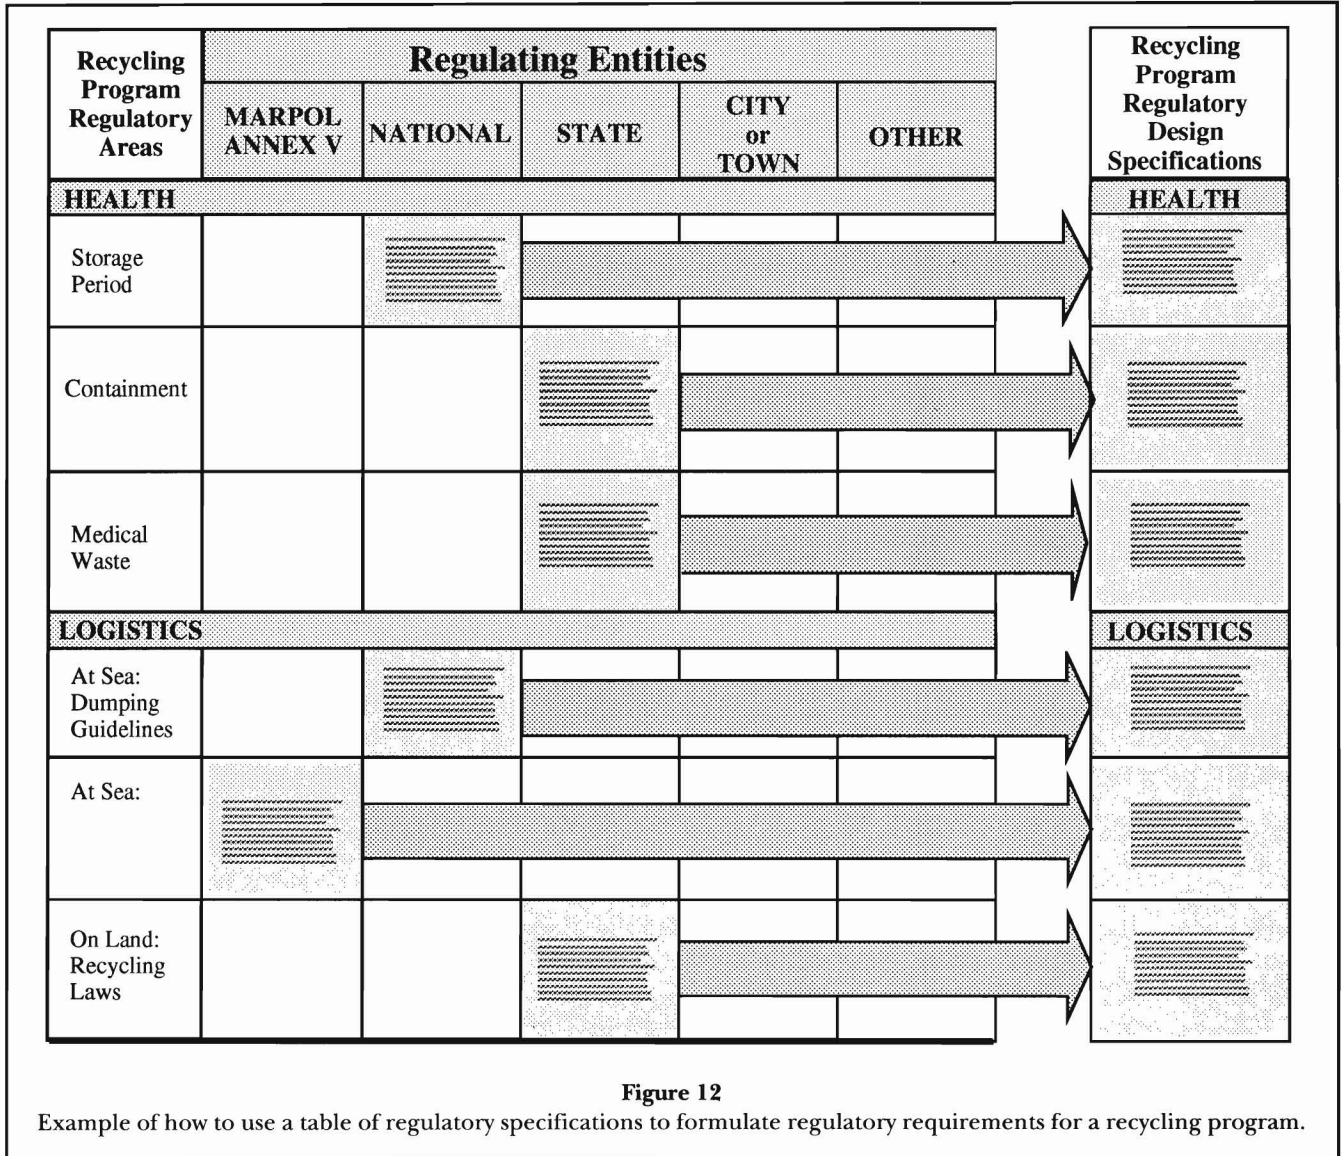 Recycling
Program
Regulatory
Areas
Regulating Entities
MARPOL
ANNEX V
NATIONAL
STATE
CITY
or
TOWN
OTHER
Recycling
Program
Regulatory
Design
Specifications
HEALTH
HEALTH
Storage
Period
Containment
Medical
Waste
LOGISTICS
LOGISTICS
At Sea:
Dumping
Guidelines
At Sea:
On Land:
Recycling
Laws
Figure 12
Example of how to use a table of regulatory specifications to formulate regulatory requirements for a recycling program.